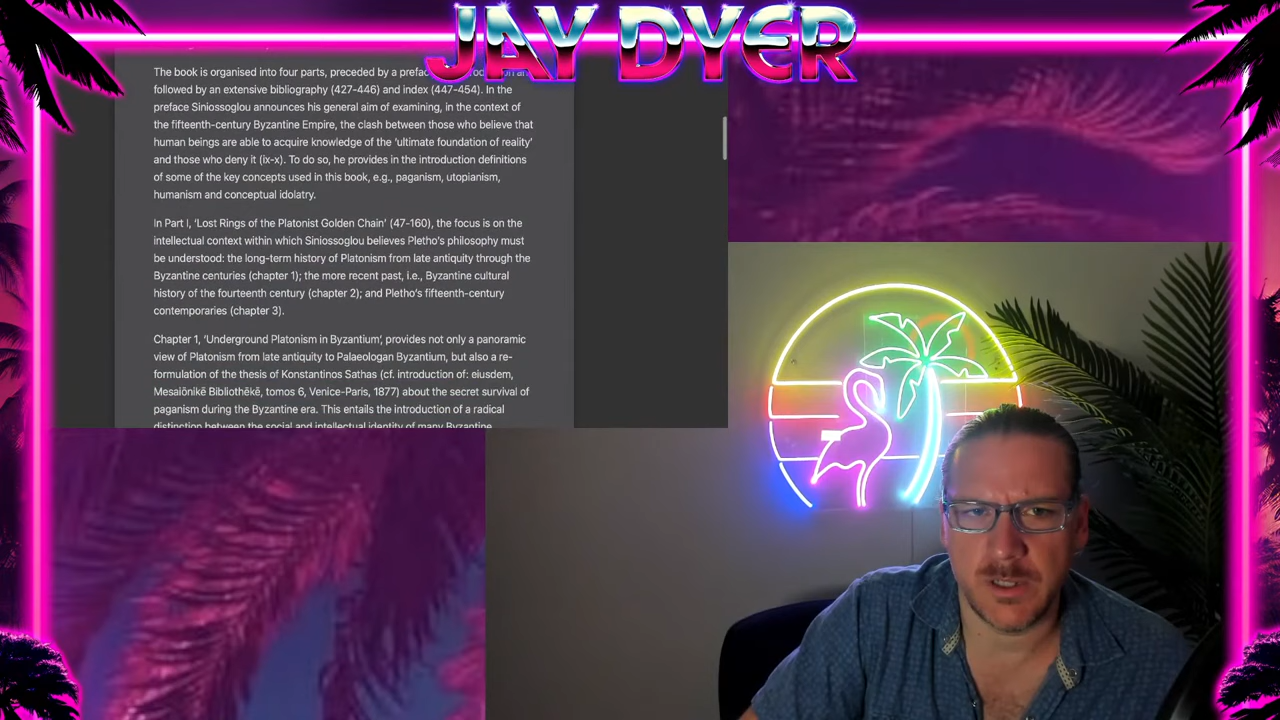 JAY DYER
The book is organised into four parts, preceded by a
followed by an extensive bibliography (427-446) and index (447-454). In the
preface Siniossoglou announces his general aim of examining, in the context of
the fifteenth-century Byzantine Empire, the clash between those who believe that
human beings are able to acquire knowledge of the 'ultimate foundation of reality'
and those who deny it (ix-x). To do so, he provides in the introduction definitions
of some of the key concepts used in this book, e.g., paganism, utopianism,
humanism and conceptual idolatry.
In Part I, 'Lost Rings of the Platonist Golden Chain' (47-160), the focus is on the
intellectual context within which Siniossoglou believes Pletho's philosophy must
be understood: the long-term history of Platonism from late antiquity through the
Byzantine centuries (chapter 1); the more recent past, i.e., Byzantine cultural
history of the fourteenth century (chapter 2); and Pletho's fifteenth-century
contemporaries (chapter 3).
Chapter 1, 'Underground Platonism in Byzantium', provides not only a panoramic
view of Platonism from late antiquity to Palaeologan Byzantium, but also a re-
formulation of the thesis of Konstantinos Sathas (cf. introduction of: eiusdem,
Mesaiōnikē Bibliothēkē, tomos 6, Venice-Paris, 1877) about the secret survival of
paganism during the Byzantine era. This entails the introduction of a radical
distinction between the social and intellectual identity of many Byzantine